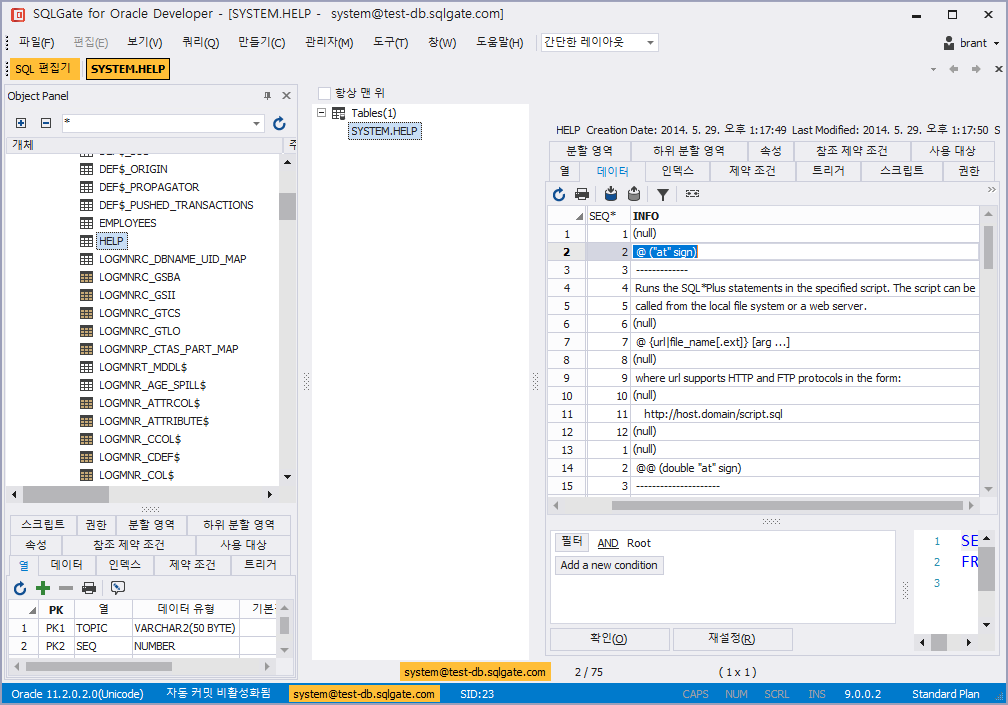 SQLGate for Oracle Developer - [SYSTEM.HELP - system@test-db.sqlgate.com]
파일(F) 편집(E) 보기(V) 쿼리(Q) 만들기(C) 관리자(M) 도구(T) 창(W) 도움말(H) 간단한 레이아웃 brant
SQL 편집기 SYSTEM.HELP
Object Panel
*
개체
DEF$_ORIGIN
DEF$_PROPAGATOR
DEF$_PUSHED_TRANSACTIONS
EMPLOYEES
HELP
LOGMNRC_DBNAME_UID_MAP
LOGMNRC_GSBA
LOGMNRC_GSII
LOGMNRC_GTCS
LOGMNRC_GTLO
LOGMNRP_CTAS_PART_MAP
LOGMNRT_MDDL$
LOGMNR_AGE_SPILL$
LOGMNR_ATTRCOL$
LOGMNR_ATTRIBUTE$
LOGMNR_CCOL$
LOGMNR_CDEF$
LOGMNR_COL$
스크립트 권한 분할 영역 하위 분할 영역
속성 참조 제약 조건 사용 대상
열 데이터 인덱스 제약 조건 트리거
PK 열 데이터 유형 기본
1 PK1 TOPIC VARCHAR2(50 BYTE)
2 PK2 SEQ NUMBER
항상 맨 위
Tables(1)
SYSTEM.HELP
HELP Creation Date: 2014. 5. 29. 오후 1:17:49 Last Modified: 2014. 5. 29. 오후 1:17:50 S
분할 영역 하위 분할 영역 속성 참조 제약 조건 사용 대상
열 데이터 인덱스 제약 조건 트리거 스크립트 권한
SEQ* INFO
1 1 (null)
2 2 @ ("at" sign)
3 3 -------------
4 4 Runs the SQL*Plus statements in the specified script. The script can be
5 5 called from the local file system or a web server.
6 6 (null)
7 7 @ {url|file_name[.ext]} [arg ...]
8 8 (null)
9 9 where url supports HTTP and FTP protocols in the form:
10 10 (null)
11 11 http://host.domain/script.sql
12 12 (null)
13 1 (null)
14 2 @@ (double "at" sign)
15 3 ---------------------
필터 AND Root
Add a new condition
확인(O) 재설정(R)
1 SE
2 FR
3
system@test-db.sqlgate.com 2 / 75 ( 1 x 1 )
Oracle 11.2.0.2.0(Unicode) 자동 커밋 비활성화됨 system@test-db.sqlgate.com SID:23 CAPS NUM SCRL INS 9.0.0.2 Standard Plan